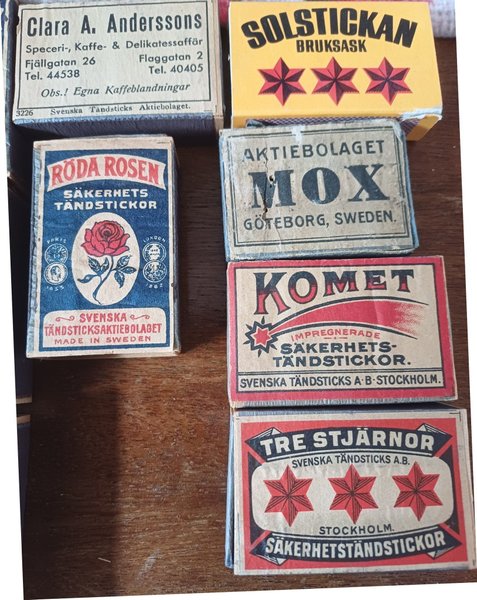 Clara A. Anderssons
Speceri-, Kaffe- & Delikatessaffär
Fjällgatan 26 Flaggatan 2
Tel. 44538 Tel. 40405
Obs.! Egna Kaffeblandningar
3226 Svenska Tändsticks Aktiebolaget.
SOLSTICKAN
BRUKSASK
RÖDA ROSEN
SÄKERHETS
TÄNDSTICKOR
PARIS LONDON
SVENSKA
TÄNDSTICKSAKTIEBOLAGET
MADE IN SWEDEN
AKTIEBOLAGET
MOX
GÖTEBORG, SWEDEN.
KOMET
IMPREGNERADE
SÄKERHETS-
TÄNDSTICKOR.
SVENSKA TÄNDSTICKS A.B. STOCKHOLM.
TRE STJÄRNOR
SVENSKA TÄNDSTICKS A.B.
STOCKHOLM.
SÄKERHETSTÄNDSTICKOR